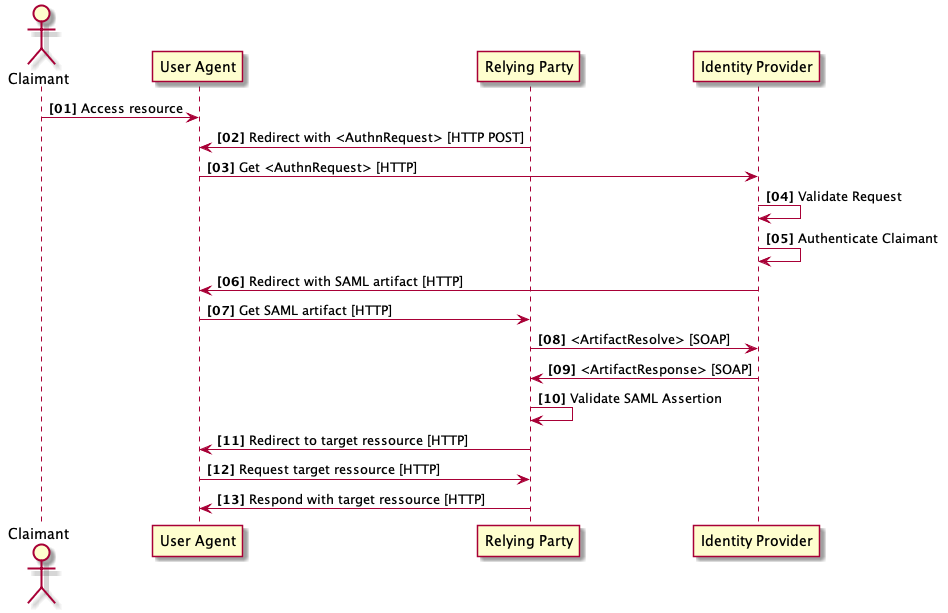 Claimant
User Agent
Relying Party
Identity Provider
[01] Access resource
[02] Redirect with <AuthnRequest> [HTTP POST]
[03] Get <AuthnRequest> [HTTP]
[04] Validate Request
[05] Authenticate Claimant
[06] Redirect with SAML artifact [HTTP]
[07] Get SAML artifact [HTTP]
[08] <ArtifactResolve> [SOAP]
[09] <ArtifactResponse> [SOAP]
[10] Validate SAML Assertion
[11] Redirect to target ressource [HTTP]
[12] Request target ressource [HTTP]
[13] Respond with target ressource [HTTP]
Claimant
User Agent
Relying Party
Identity Provider